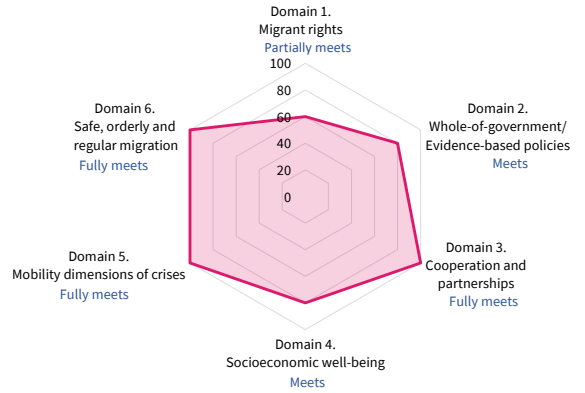 Domain 1.
Migrant rights
Partially meets
100
80
60
40
20
0
Domain 2.
Whole-of-government/
Evidence-based policies
Meets
Domain 3.
Cooperation and
partnerships
Fully meets
Domain 4.
Socioeconomic well-being
Meets
Domain 5.
Mobility dimensions of crises
Fully meets
Domain 6.
Safe, orderly and
regular migration
Fully meets